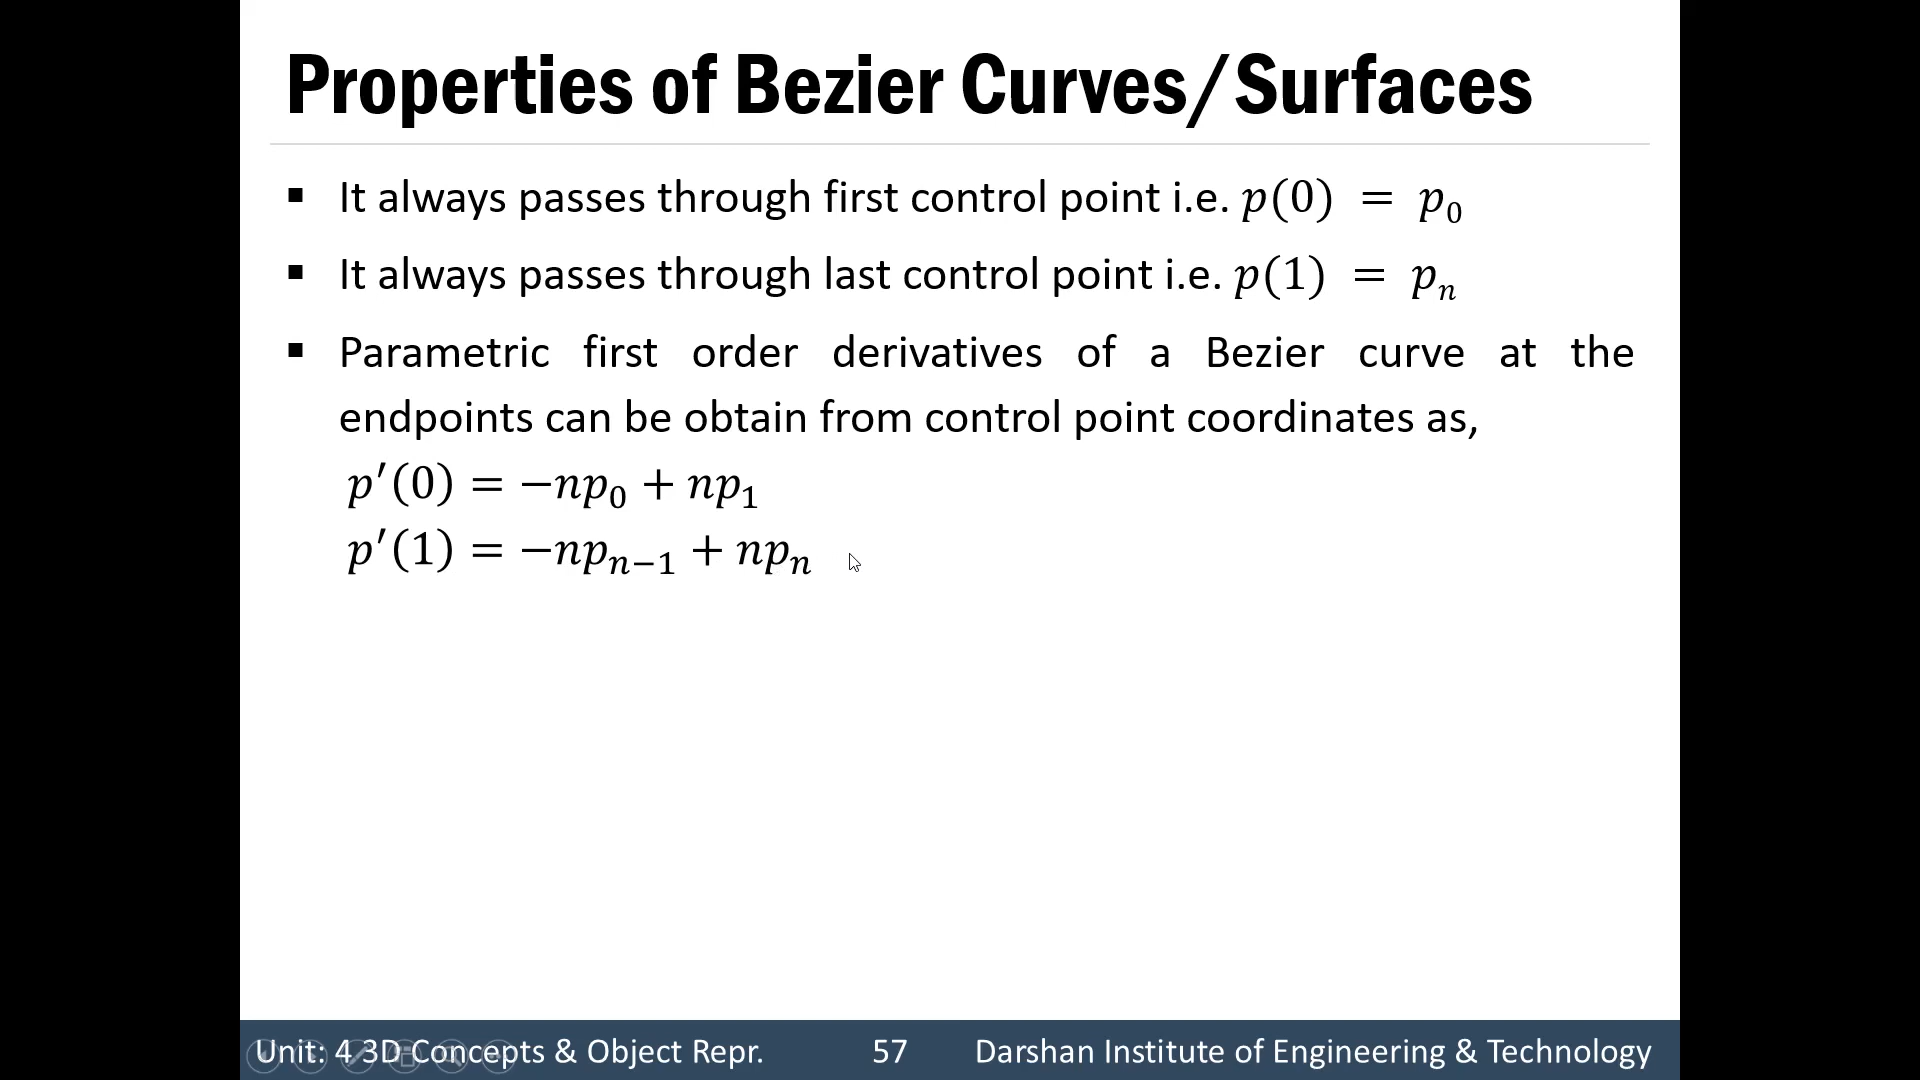 Properties of Bezier Curves/Surfaces
▪ It always passes through first control point i.e. p(0) = p₀
▪ It always passes through last control point i.e. p(1) = pₙ
▪ Parametric first order derivatives of a Bezier curve at the
endpoints can be obtain from control point coordinates as,
p′(0) = −np₀ + np₁
p′(1) = −npₙ₋₁ + npₙ
Unit: 4 3D Concepts & Object Repr. 57 Darshan Institute of Engineering & Technology